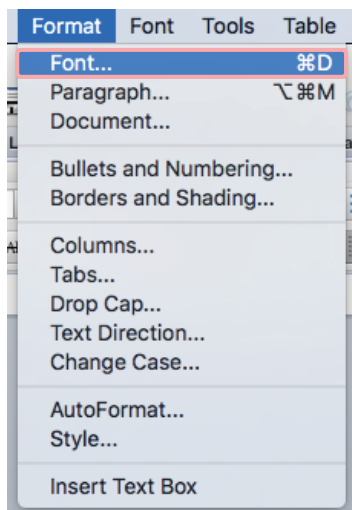 Format Font Tools Table
Font... ⌘D
Paragraph... ⌥⌘M
Document...
Bullets and Numbering...
Borders and Shading...
Columns...
Tabs...
Drop Cap...
Text Direction...
Change Case...
AutoFormat...
Style...
Insert Text Box